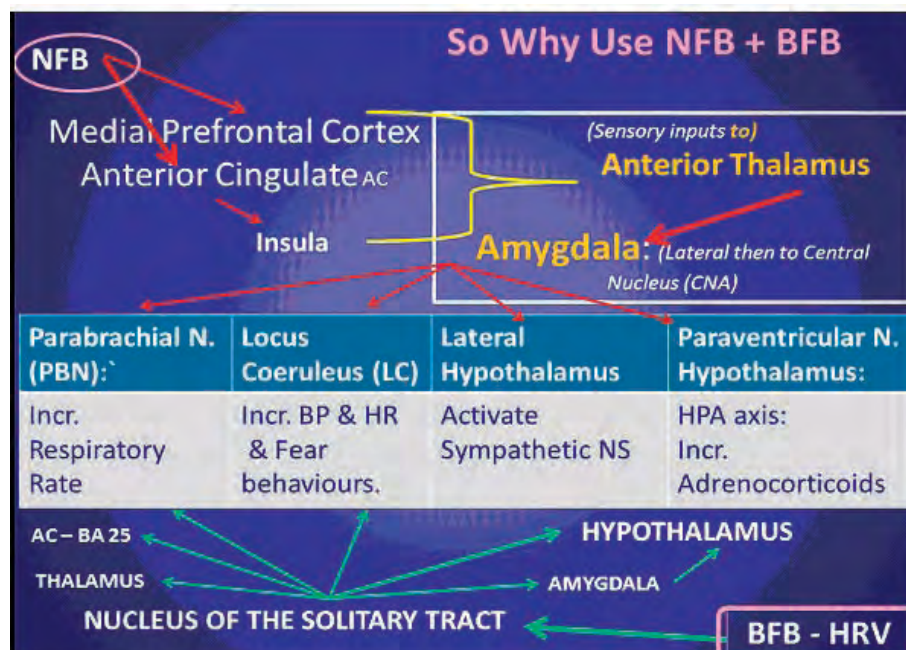 So Why Use NFB + BFB
NFB
Medial Prefrontal Cortex
Anterior Cingulate AC
Insula
(Sensory inputs to)
Anterior Thalamus
Amygdala: (Lateral then to Central
Nucleus (CNA)
Parabrachial N.
(PBN):`
Locus
Coeruleus (LC)
Lateral
Hypothalamus
Paraventricular N.
Hypothalamus:
Incr.
Respiratory
Rate
Incr. BP & HR
& Fear
behaviours.
Activate
Sympathetic NS
HPA axis:
Incr.
Adrenocorticoids
AC – BA 25
HYPOTHALAMUS
THALAMUS
AMYGDALA
NUCLEUS OF THE SOLITARY TRACT
BFB - HRV